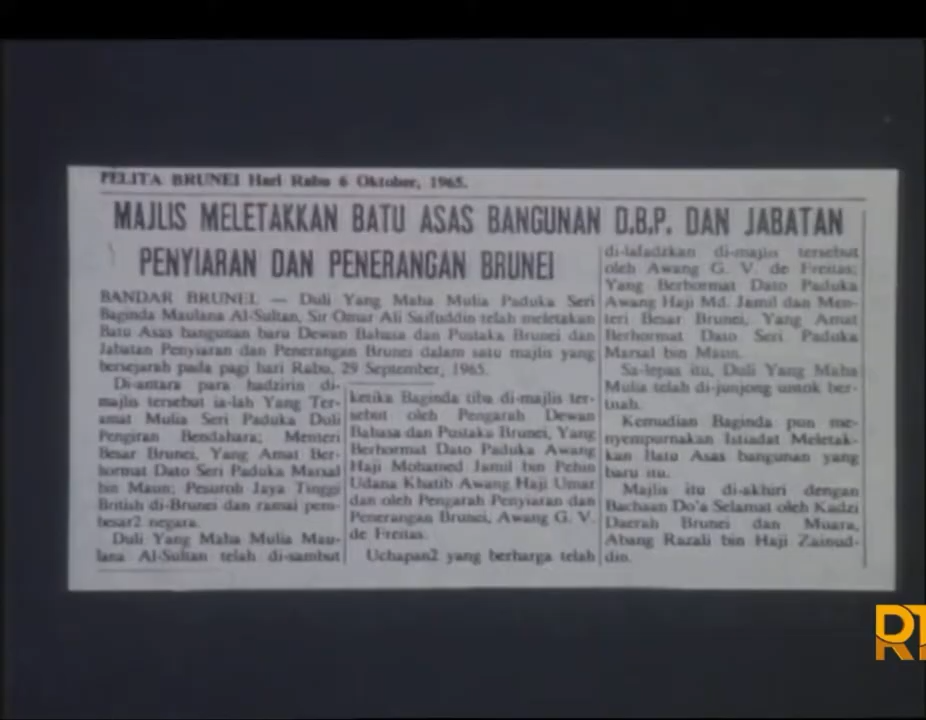 PELITA BRUNEI Hari Rabu 6 Oktober, 1965.
MAJLIS MELETAKKAN BATU ASAS BANGUNAN D.B.P. DAN JABATAN
PENYIARAN DAN PENERANGAN BRUNEI
BANDAR BRUNEI, — Duli Yang Maha Mulia Paduka Seri
Baginda Maulana Al-Sultan, Sir Omar Ali Saifuddin telah meletakan
Batu Asas bangunan baru Dewan Bahasa dan Pustaka Brunei dan
Jabatan Penyiaran dan Penerangan Brunei dalam satu majlis yang
bersejarah pada pagi hari Rabu, 29 September, 1965.
Di-antara para hadzirin di-
majlis tersebut ia-lah Yang Ter-
amat Mulia Seri Paduka Duli
Pengiran Bendahara; Menteri
Besar Brunei, Yang Amat Ber-
hormat Dato Seri Paduka Marsal
bin Maun; Pesuroh Jaya Tinggi
British di-Brunei dan ramai pem-
besar2 negara.
Duli Yang Maha Mulia Mau-
lana Al-Sultan telah di-sambut
ketika Baginda tiba di-majlis ter-
sebut oleh Pengarah Dewan
Bahasa dan Pustaka Brunei, Yang
Berhormat Dato Paduka Awang
Haji Mohamed Jamil bin Pehin
Udana Khatib Awang Haji Umar
dan oleh Pengarah Penyiaran dan
Penerangan Brunei, Awang G. V.
de Freitas.
Uchapan2 yang berharga telah
di-lafadzkan di-majlis tersebut
oleh Awang G. V. de Freitas;
Yang Berhormat Dato Paduka
Awang Haji Md. Jamil dan Men-
teri Besar Brunei, Yang Amat
Berhormat Dato Seri Paduka
Marsal bin Maun.
Sa-lepas itu, Duli Yang Maha
Mulia telah di-junjong untok ber-
titah.
Kemudian Baginda pun me-
nyempurnakan Istiadat Meletak-
kan Batu Asas bangunan yang
baru itu.
Majlis itu di-akhiri dengan
Bachaan Do'a Selamat oleh Kadzi
Daerah Brunei dan Muara,
Abang Razali bin Haji Zainud-
din.
RT